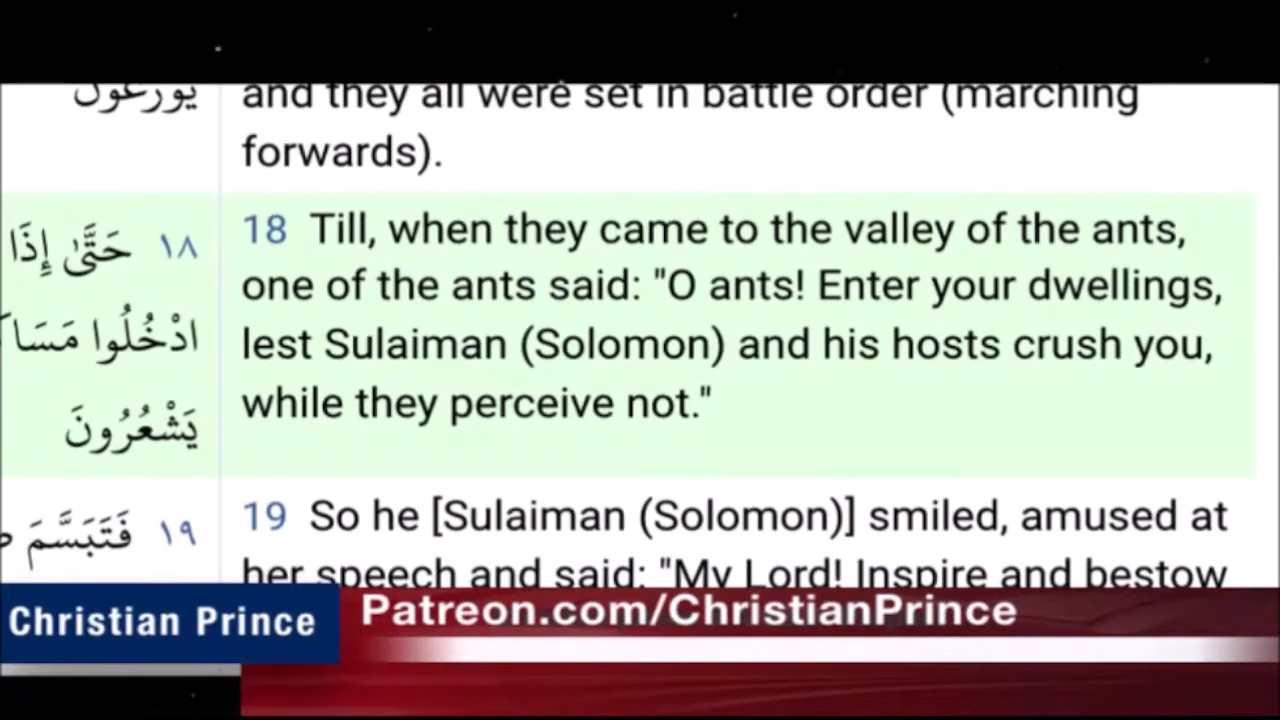 and they all were set in battle order (marching
forwards).
يوزعون
18 Till, when they came to the valley of the ants,
one of the ants said: "O ants! Enter your dwellings,
lest Sulaiman (Solomon) and his hosts crush you,
while they perceive not."
١٨ حَتَّىٰ إِذَا
ادْخُلُوا
يَشْعُرُونَ
19 So he [Sulaiman (Solomon)] smiled, amused at
her speech and said: "My Lord! Inspire and bestow
١٩ فَتَبَسَّمَ
Christian Prince
Patreon.com/ChristianPrince